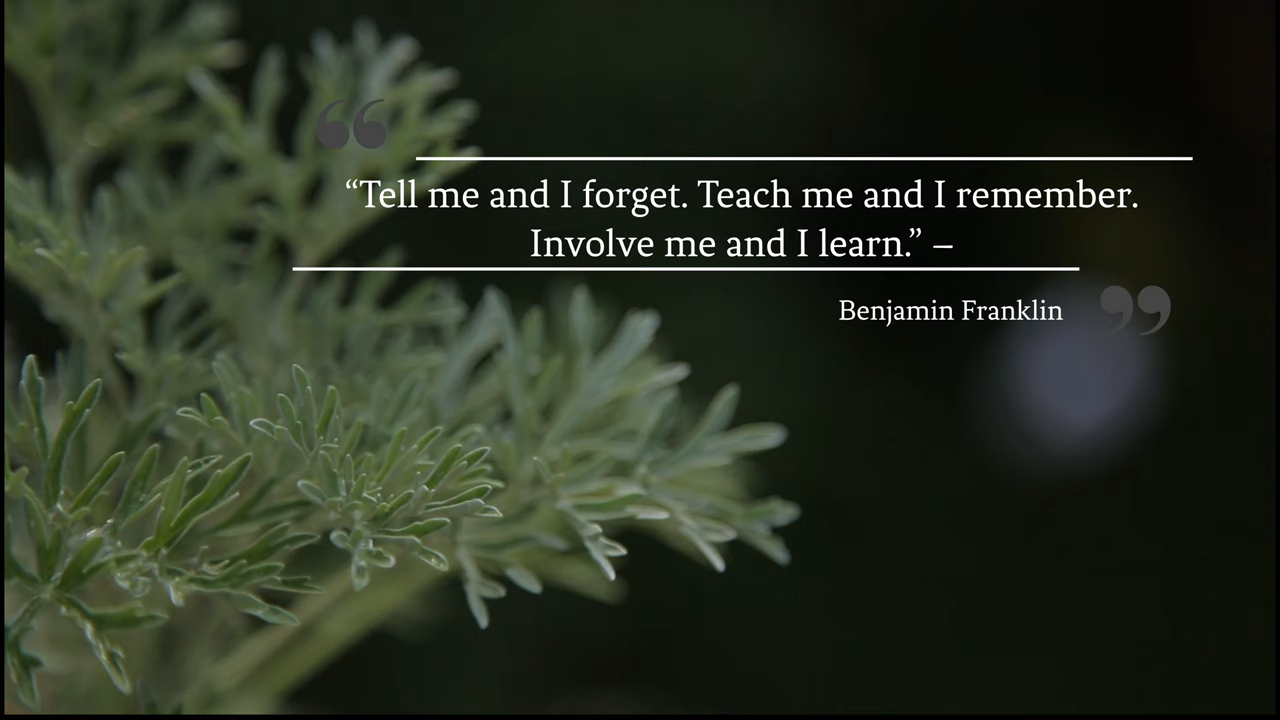 “Tell me and I forget. Teach me and I remember.
Involve me and I learn.” –
Benjamin Franklin